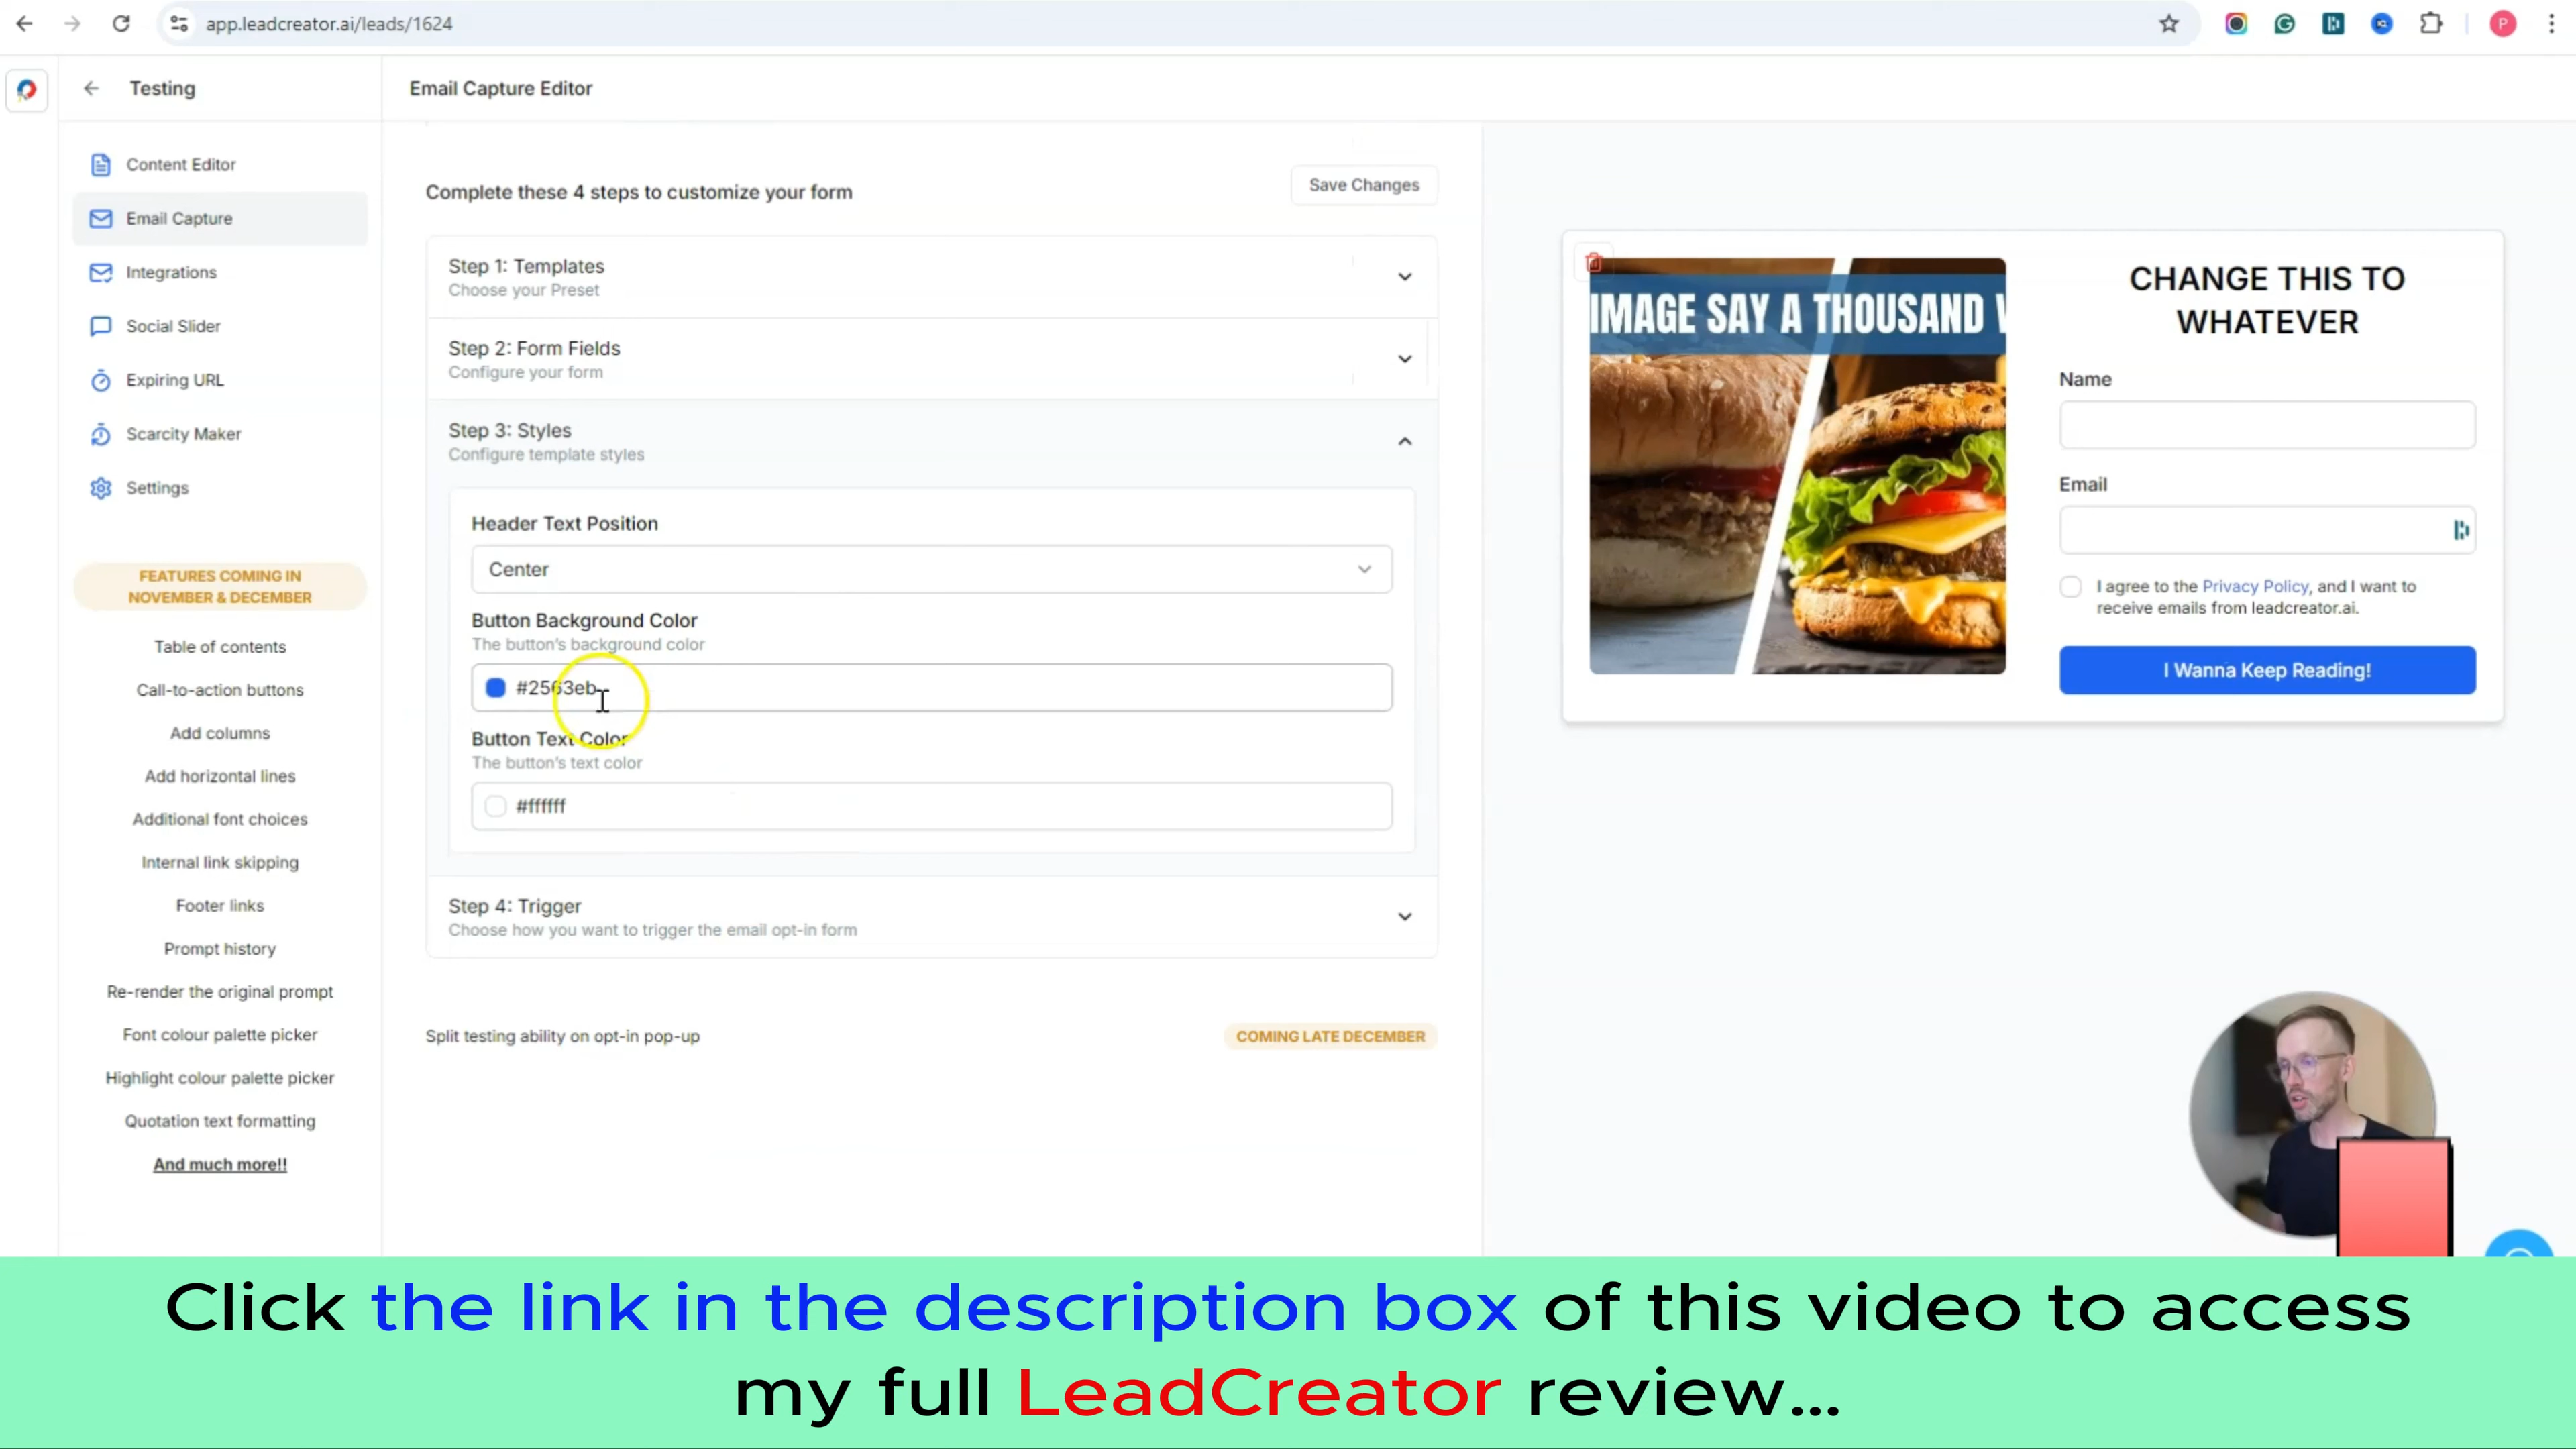 app.leadcreator.ai/leads/1624
Testing
Email Capture Editor
Content Editor
Email Capture
Integrations
Social Slider
Expiring URL
Scarcity Maker
Settings
FEATURES COMING IN
NOVEMBER & DECEMBER
Table of contents
Call-to-action buttons
Add columns
Add horizontal lines
Additional font choices
Internal link skipping
Footer links
Prompt history
Re-render the original prompt
Font colour palette picker
Highlight colour palette picker
Quotation text formatting
And much more!!
Complete these 4 steps to customize your form
Save Changes
Step 1: Templates
Choose your Preset
Step 2: Form Fields
Configure your form
Step 3: Styles
Configure template styles
Header Text Position
Center
Button Background Color
The button's background color
#2563eb
Button Text Color
The button's text color
#ffffff
Step 4: Trigger
Choose how you want to trigger the email opt-in form
Split testing ability on opt-in pop-up
COMING LATE DECEMBER
IMAGE SAY A THOUSAND
CHANGE THIS TO
WHATEVER
Name
Email
I agree to the Privacy Policy, and I want to
receive emails from leadcreator.ai.
I Wanna Keep Reading!
P
Click the link in the description box of this video to access
my full LeadCreator review...